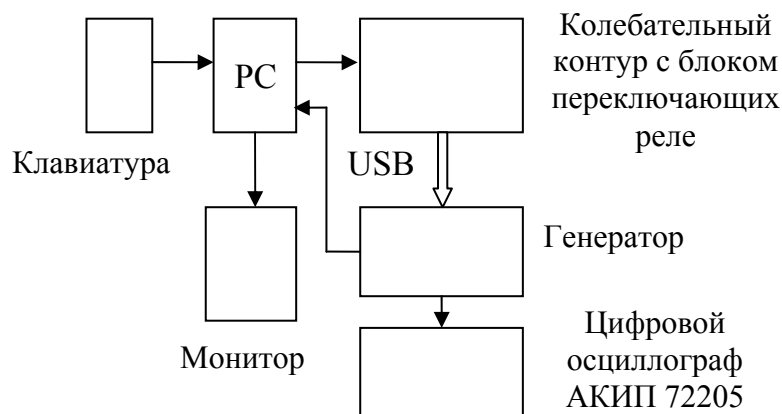 Колебательный
контур с блоком
переключающих
реле
PC
Клавиатура
USB
Генератор
Монитор
Цифровой
осциллограф
АКИП 72205